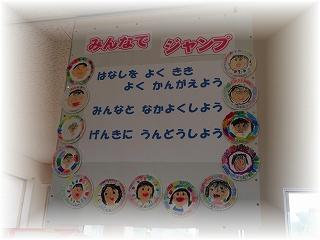 みんなで ジャンプ
はなしを よく きき
よく かんがえよう
みんなと なかよくしよう
げんきに うんどうしよう